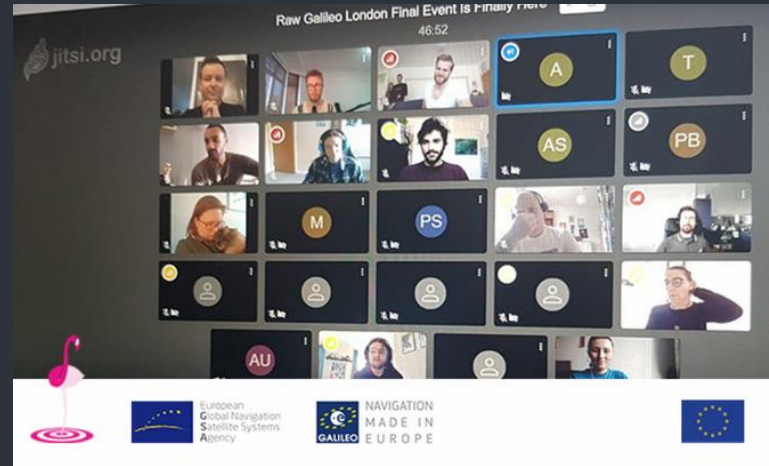 Raw Galileo London Final Event Is Finally Here
46:52
jitsi.org
A
T
AS
PB
M
PS
AU
European
Global Navigation
Satellite Systems
Agency
GALILEO
NAVIGATION
MADE IN
EUROPE